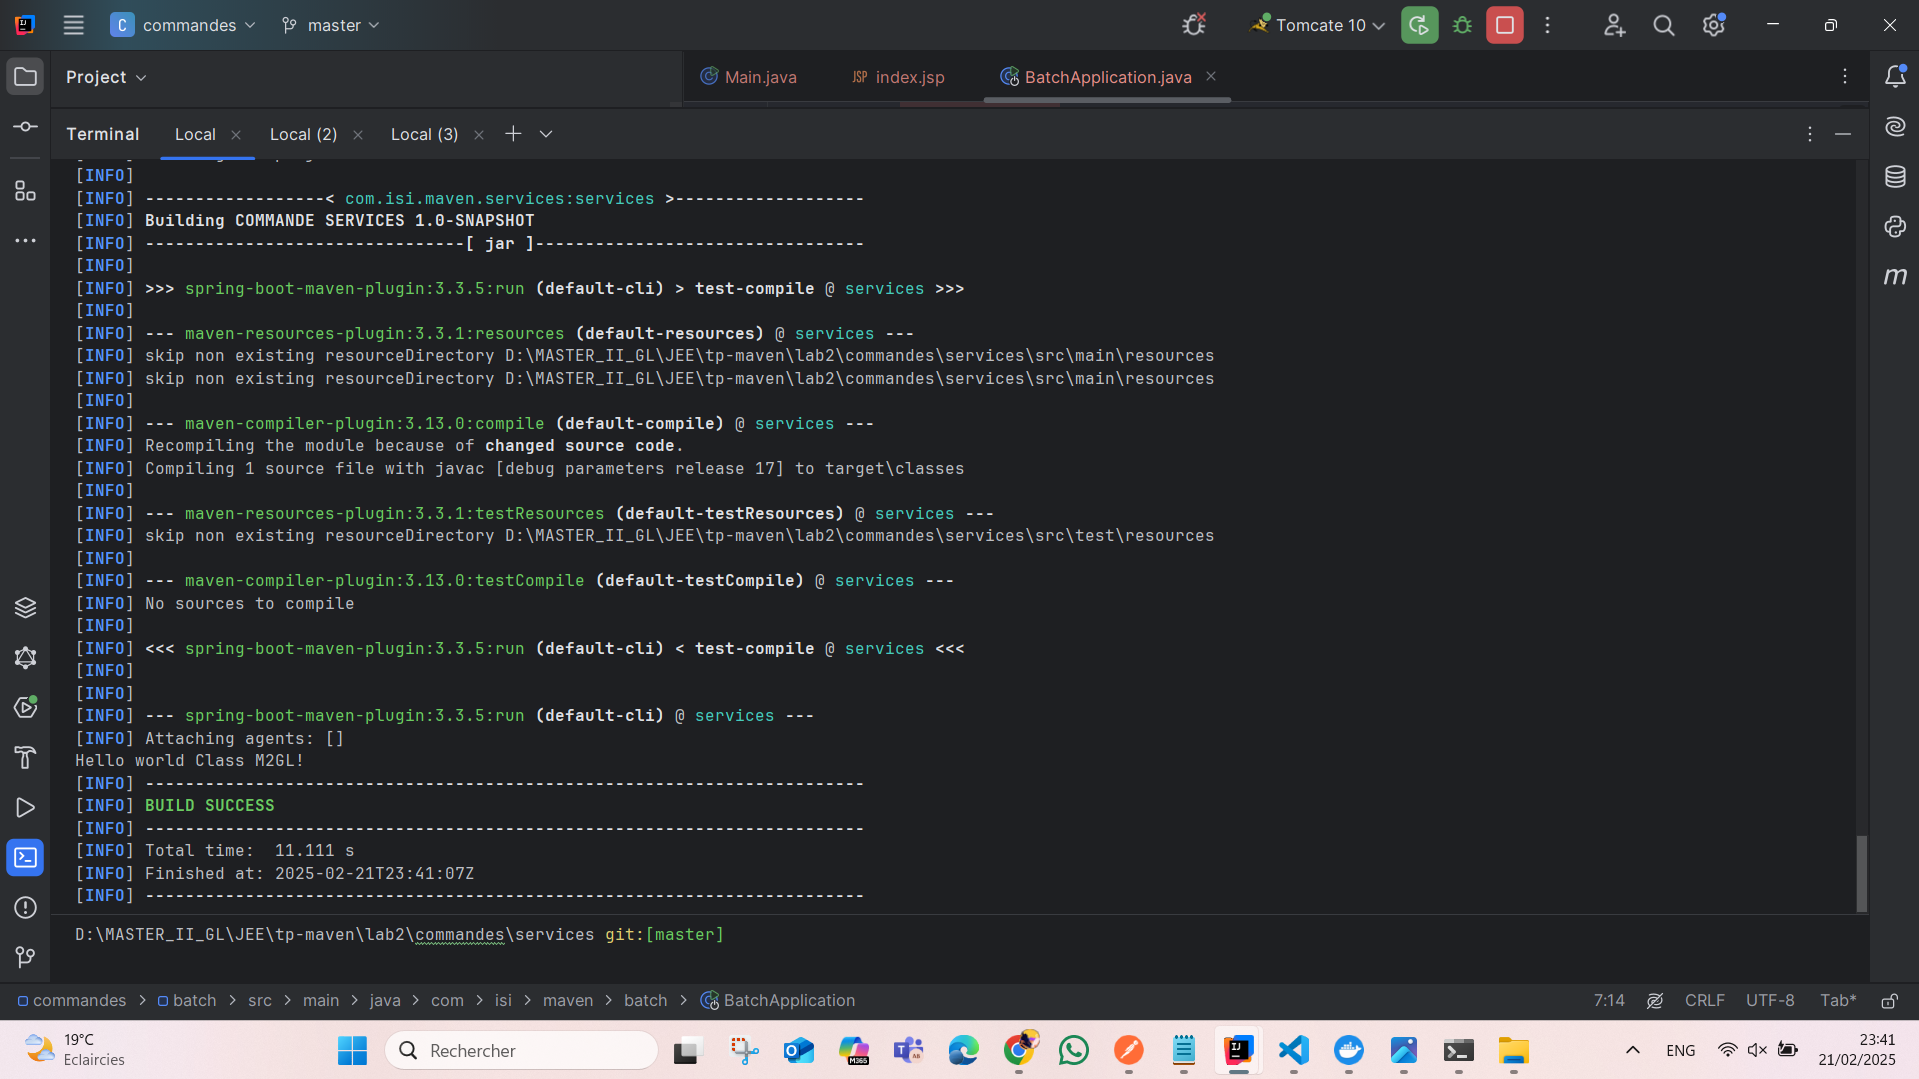 C commandes master Tomcate 10
Project Main.java JSP index.jsp BatchApplication.java
Terminal Local Local (2) Local (3)
[INFO]
[INFO] ------------------< com.isi.maven.services:services >-------------------
[INFO] Building COMMANDE SERVICES 1.0-SNAPSHOT
[INFO] --------------------------------[ jar ]---------------------------------
[INFO]
[INFO] >>> spring-boot-maven-plugin:3.3.5:run (default-cli) > test-compile @ services >>>
[INFO]
[INFO] --- maven-resources-plugin:3.3.1:resources (default-resources) @ services ---
[INFO] skip non existing resourceDirectory D:\MASTER_II_GL\JEE\tp-maven\lab2\commandes\services\src\main\resources
[INFO] skip non existing resourceDirectory D:\MASTER_II_GL\JEE\tp-maven\lab2\commandes\services\src\main\resources
[INFO]
[INFO] --- maven-compiler-plugin:3.13.0:compile (default-compile) @ services ---
[INFO] Recompiling the module because of changed source code.
[INFO] Compiling 1 source file with javac [debug parameters release 17] to target\classes
[INFO]
[INFO] --- maven-resources-plugin:3.3.1:testResources (default-testResources) @ services ---
[INFO] skip non existing resourceDirectory D:\MASTER_II_GL\JEE\tp-maven\lab2\commandes\services\src\test\resources
[INFO]
[INFO] --- maven-compiler-plugin:3.13.0:testCompile (default-testCompile) @ services ---
[INFO] No sources to compile
[INFO]
[INFO] <<< spring-boot-maven-plugin:3.3.5:run (default-cli) < test-compile @ services <<<
[INFO]
[INFO]
[INFO] --- spring-boot-maven-plugin:3.3.5:run (default-cli) @ services ---
[INFO] Attaching agents: []
Hello world Class M2GL!
[INFO] ------------------------------------------------------------------------
[INFO] BUILD SUCCESS
[INFO] ------------------------------------------------------------------------
[INFO] Total time:  11.111 s
[INFO] Finished at: 2025-02-21T23:41:07Z
[INFO] ------------------------------------------------------------------------
D:\MASTER_II_GL\JEE\tp-maven\lab2\commandes\services git:[master]
commandes > batch > src > main > java > com > isi > maven > batch > BatchApplication 7:14 CRLF UTF-8 Tab*
19°C
Eclaircies
Rechercher
M365
ENG
23:41
21/02/2025